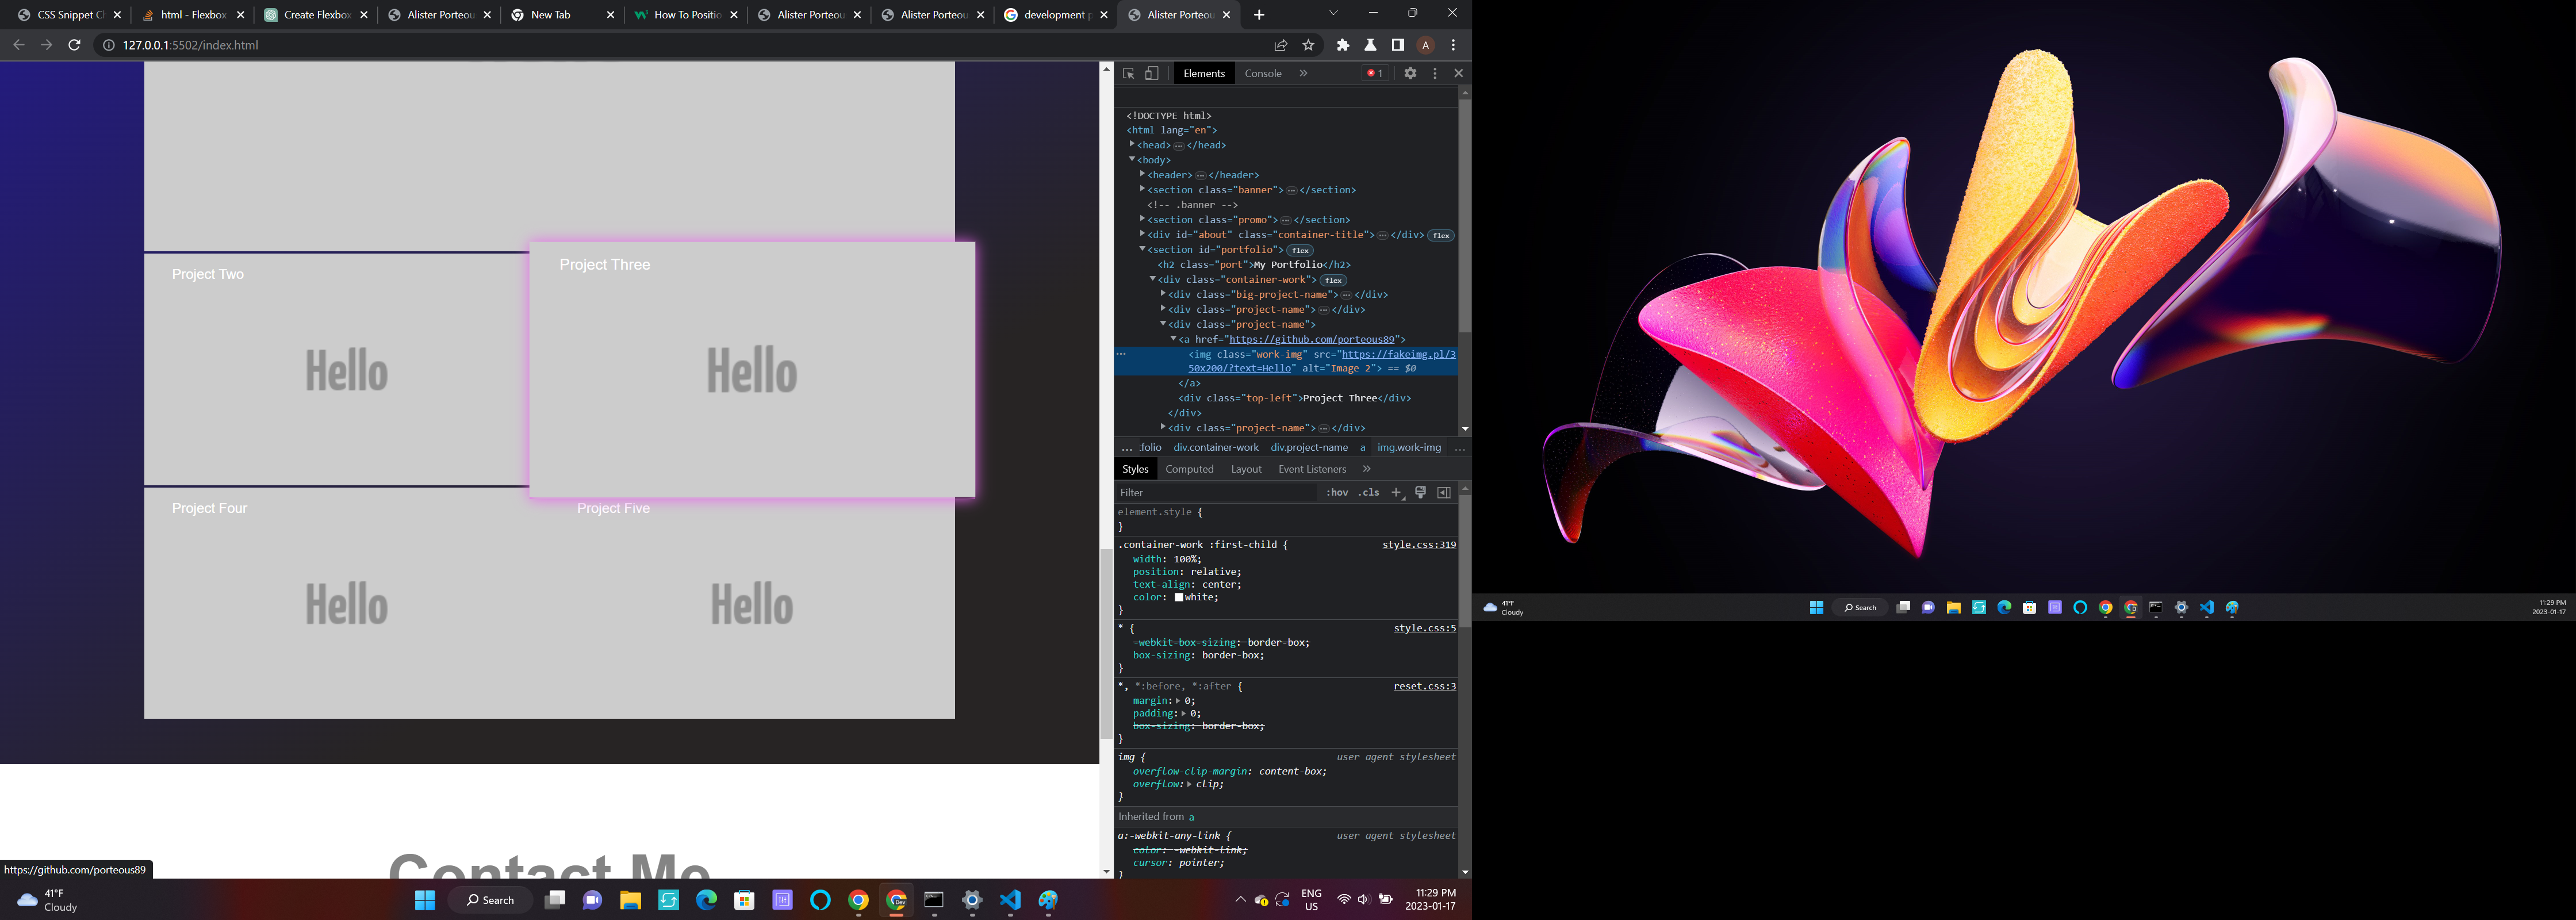 CSS Snippet Ch
html - Flexbox
Create Flexbox
Alister Porteou
New Tab
How To Positio
Alister Porteou
Alister Porteou
development p
Alister Porteou
127.0.0.1:5502/index.html
A
Project Two
Project Three
Hello
Hello
Project Four
Project Five
Hello
Hello
Contact Me
https://github.com/porteous89
Elements
Console
1
<!DOCTYPE html>
<html lang="en">
<head> ... </head>
<body>
<header> ... </header>
<section class="banner"> ... </section>
<!-- .banner -->
<section class="promo"> ... </section>
<div id="about" class="container-title"> ... </div> flex
<section id="portfolio"> flex
<h2 class="port">My Portfolio</h2>
<div class="container-work"> flex
<div class="big-project-name"> ... </div>
<div class="project-name"> ... </div>
<div class="project-name">
<a href="https://github.com/porteous89">
... <img class="work-img" src="https://fakeimg.pl/3
50x200/?text=Hello" alt="Image 2"> == $0
</a>
<div class="top-left">Project Three</div>
</div>
<div class="project-name"> ... </div>
... tfolio div.container-work div.project-name a img.work-img ...
Styles Computed Layout Event Listeners
Filter :hov .cls
element.style {
}
.container-work :first-child { style.css:319
width: 100%;
position: relative;
text-align: center;
color: white;
}
* { style.css:5
-webkit-box-sizing: border-box;
box-sizing: border-box;
}
*, *:before, *:after { reset.css:3
margin: 0;
padding: 0;
box-sizing: border-box;
}
img { user agent stylesheet
overflow-clip-margin: content-box;
overflow: clip;
}
Inherited from a
a:-webkit-any-link { user agent stylesheet
color: -webkit-link;
cursor: pointer;
}
41°F
Cloudy
Search
ENG
US
11:29 PM
2023-01-17
41°F
Cloudy
Search
11:29 PM
2023-01-17